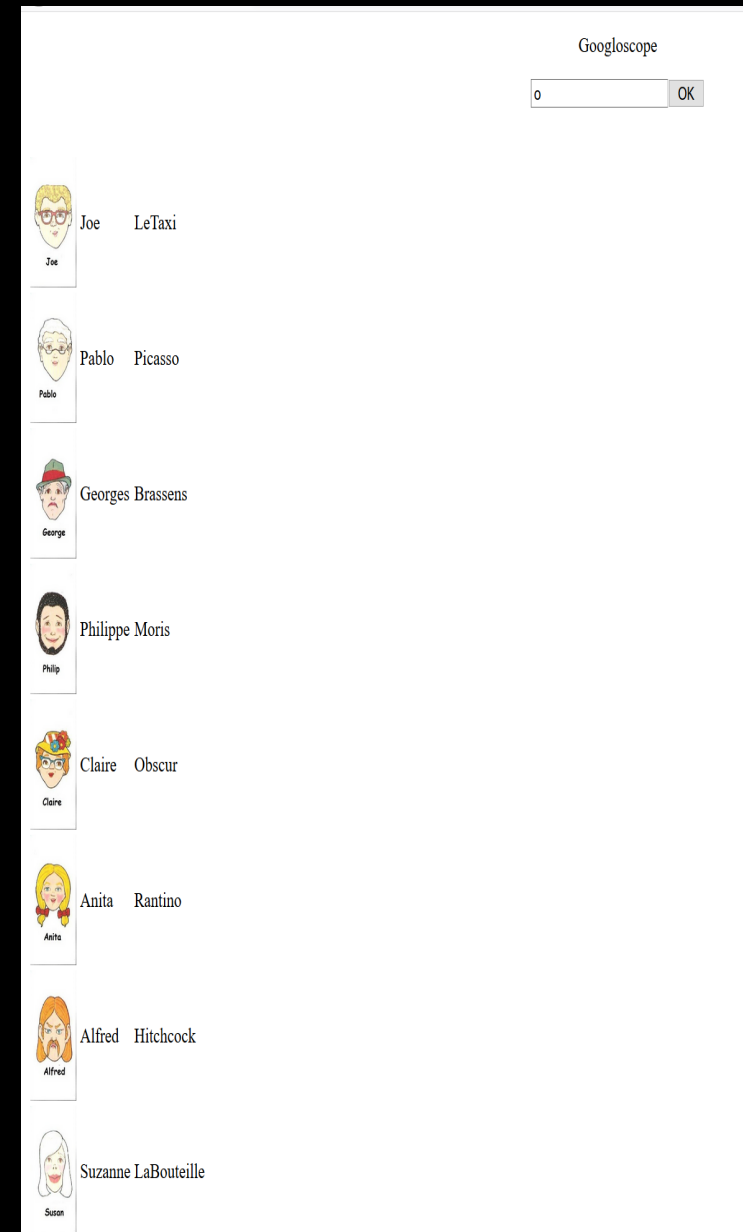 Googloscope
o OK
Joe LeTaxi
Joe
Pablo Picasso
Pablo
Georges Brassens
George
Philippe Moris
Philip
Claire Obscur
Claire
Anita Rantino
Anita
Alfred Hitchcock
Alfred
Suzanne LaBouteille
Susan